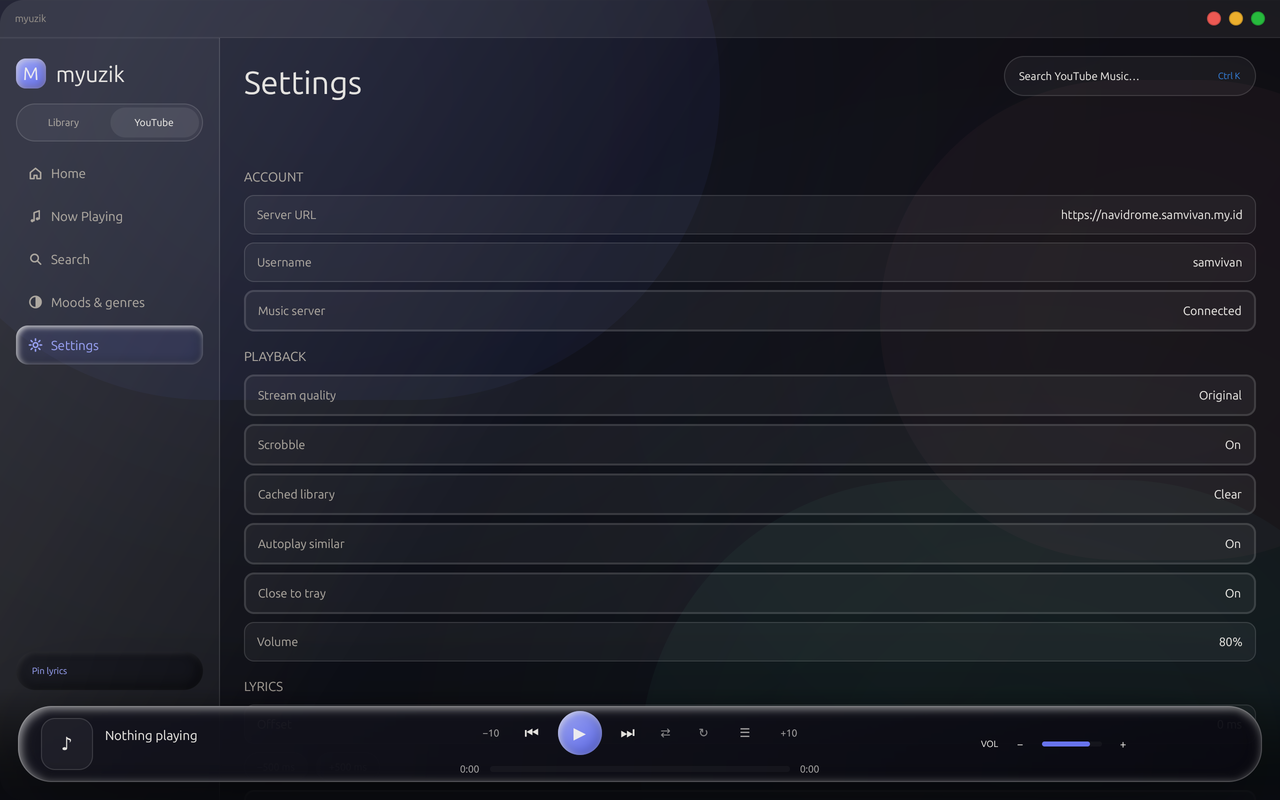 myuzik
M myuzik
Library YouTube
Home
Now Playing
Search
Moods & genres
Settings
Pin lyrics
Settings
Search YouTube Music... Ctrl K
ACCOUNT
Server URL https://navidrome.samvivan.my.id
Username samvivan
Music server Connected
PLAYBACK
Stream quality Original
Scrobble On
Cached library Clear
Autoplay similar On
Close to tray On
Volume 80%
LYRICS
Offset 0 ms
Nothing playing
−10 +10
0:00 0:00
VOL − +